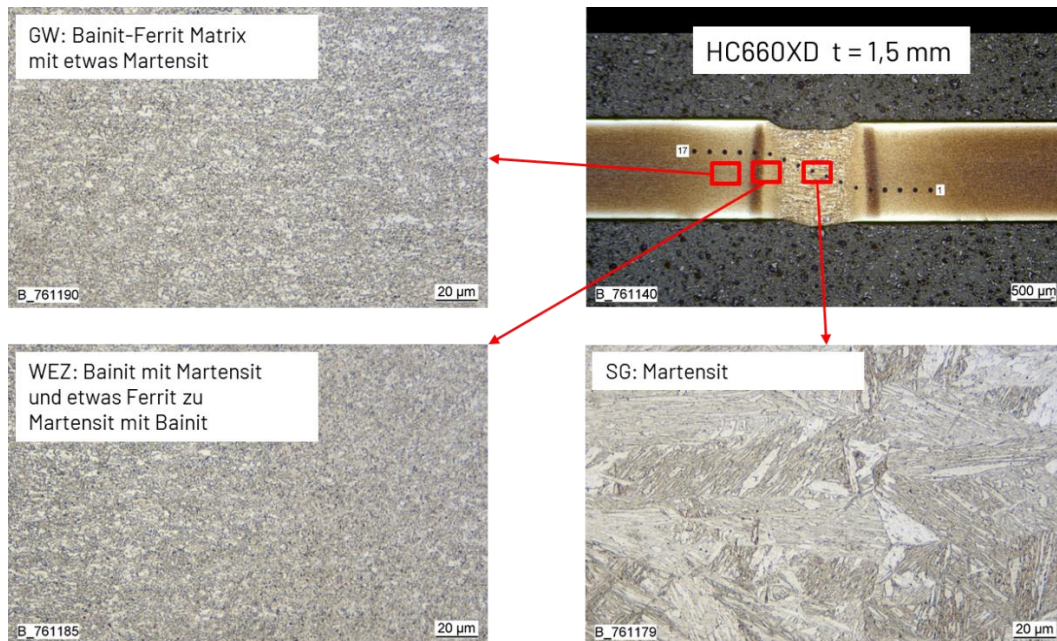 GW: Bainit-Ferrit Matrix
mit etwas Martensit
B_761190
20 µm
HC660XD t = 1,5 mm
17
1
B_761140
500 µm
WEZ: Bainit mit Martensit
und etwas Ferrit zu
Martensit mit Bainit
B_761185
20 µm
SG: Martensit
B_761179
20 µm